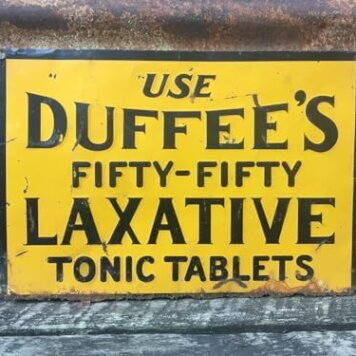 USE
DUFFEE'S
FIFTY-FIFTY
LAXATIVE
TONIC TABLETS